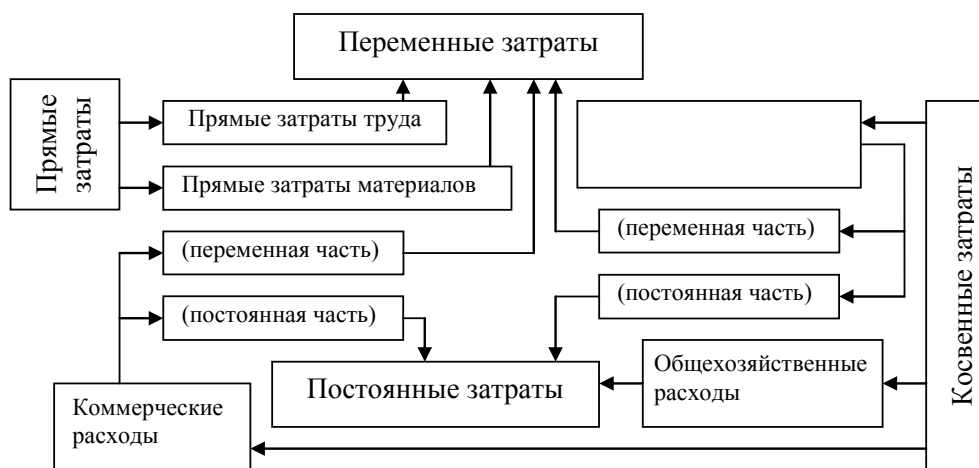 Переменные затраты
Прямые
затраты
Прямые затраты труда
Прямые затраты материалов
(переменная часть)
(переменная часть)
(постоянная часть)
(постоянная часть)
Постоянные затраты
Общехозяйственные
расходы
Коммерческие
расходы
Косвенные затраты